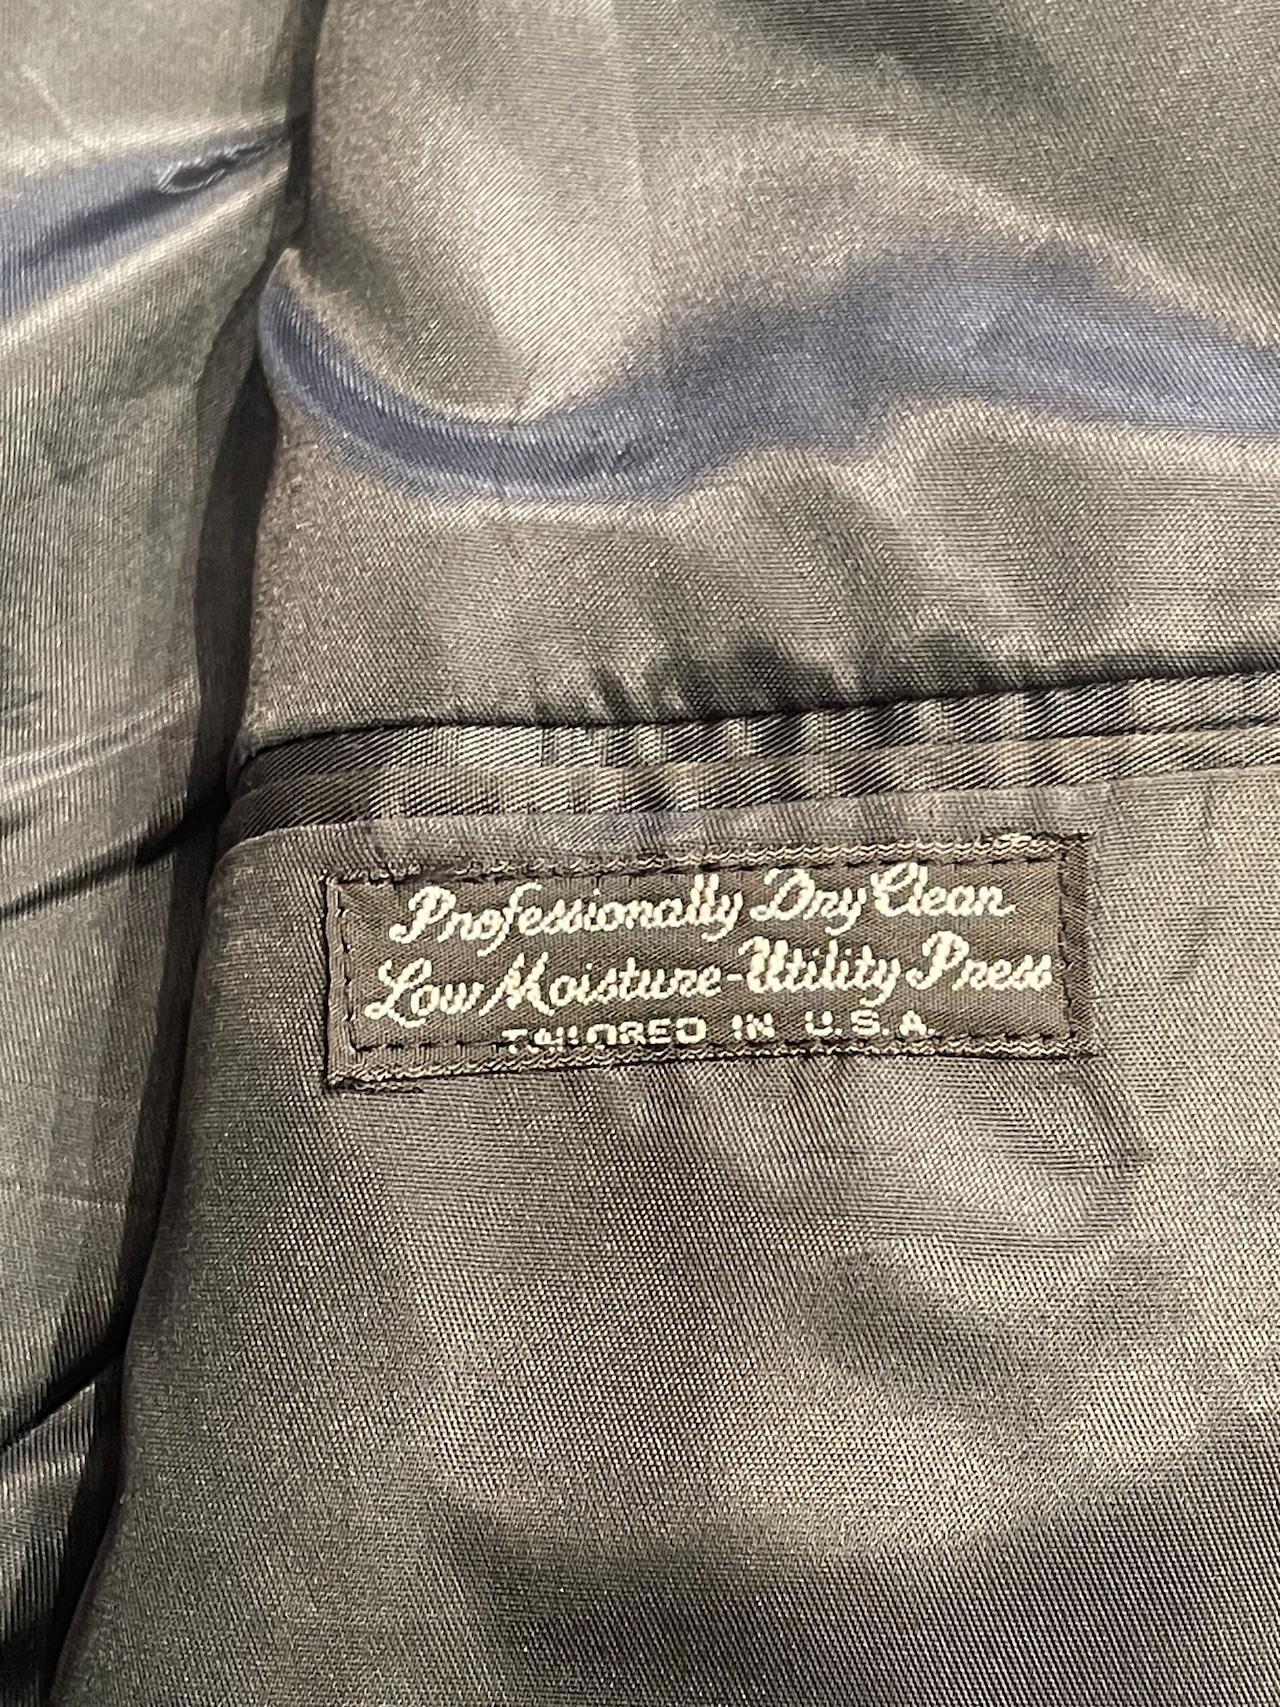 Professionally Dry Clean
Low Moisture-Utility Press
TAILORED IN U.S.A.